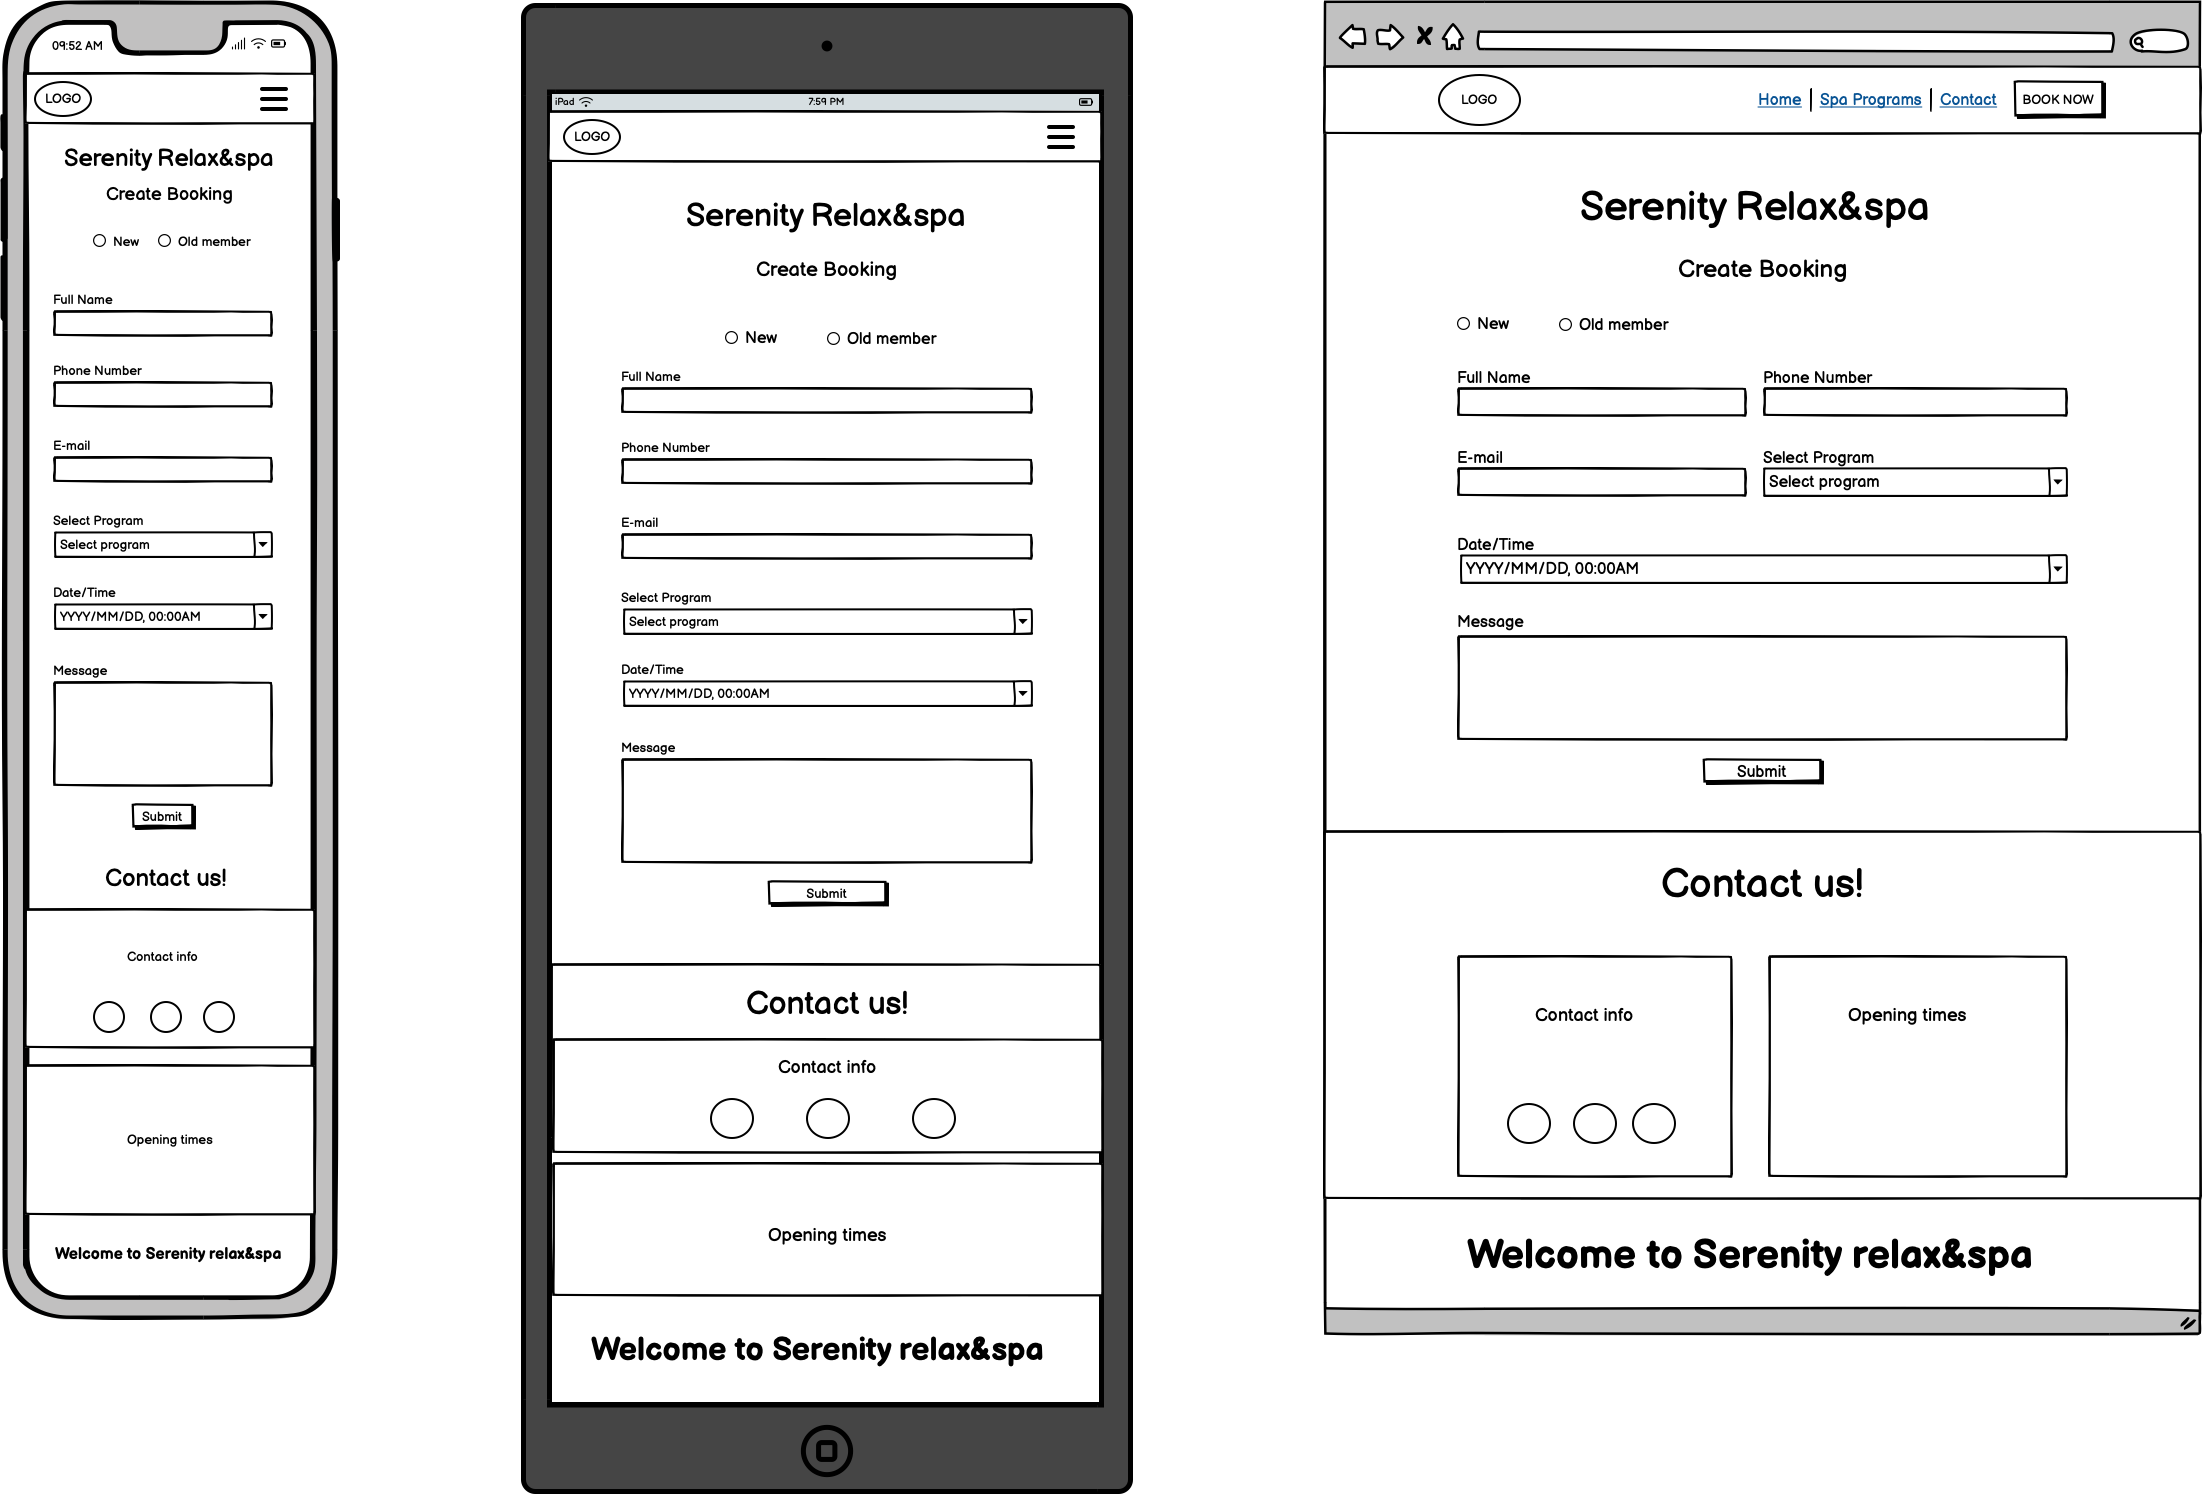 09:52 AM
LOGO
Serenity Relax&spa
Create Booking
New Old member
Full Name
Phone Number
E-mail
Select Program
Select program
Date/Time
YYYY/MM/DD, 00:00AM
Message
Submit
Contact us!
Contact info
Opening times
Welcome to Serenity relax&spa
iPad 7:59 PM
LOGO
Serenity Relax&spa
Create Booking
New Old member
Full Name
Phone Number
E-mail
Select Program
Select program
Date/Time
YYYY/MM/DD, 00:00AM
Message
Submit
Contact us!
Contact info
Opening times
Welcome to Serenity relax&spa
LOGO Home Spa Programs Contact BOOK NOW
Serenity Relax&spa
Create Booking
New Old member
Full Name Phone Number
E-mail Select Program
Select program
Date/Time
YYYY/MM/DD, 00:00AM
Message
Submit
Contact us!
Contact info Opening times
Welcome to Serenity relax&spa